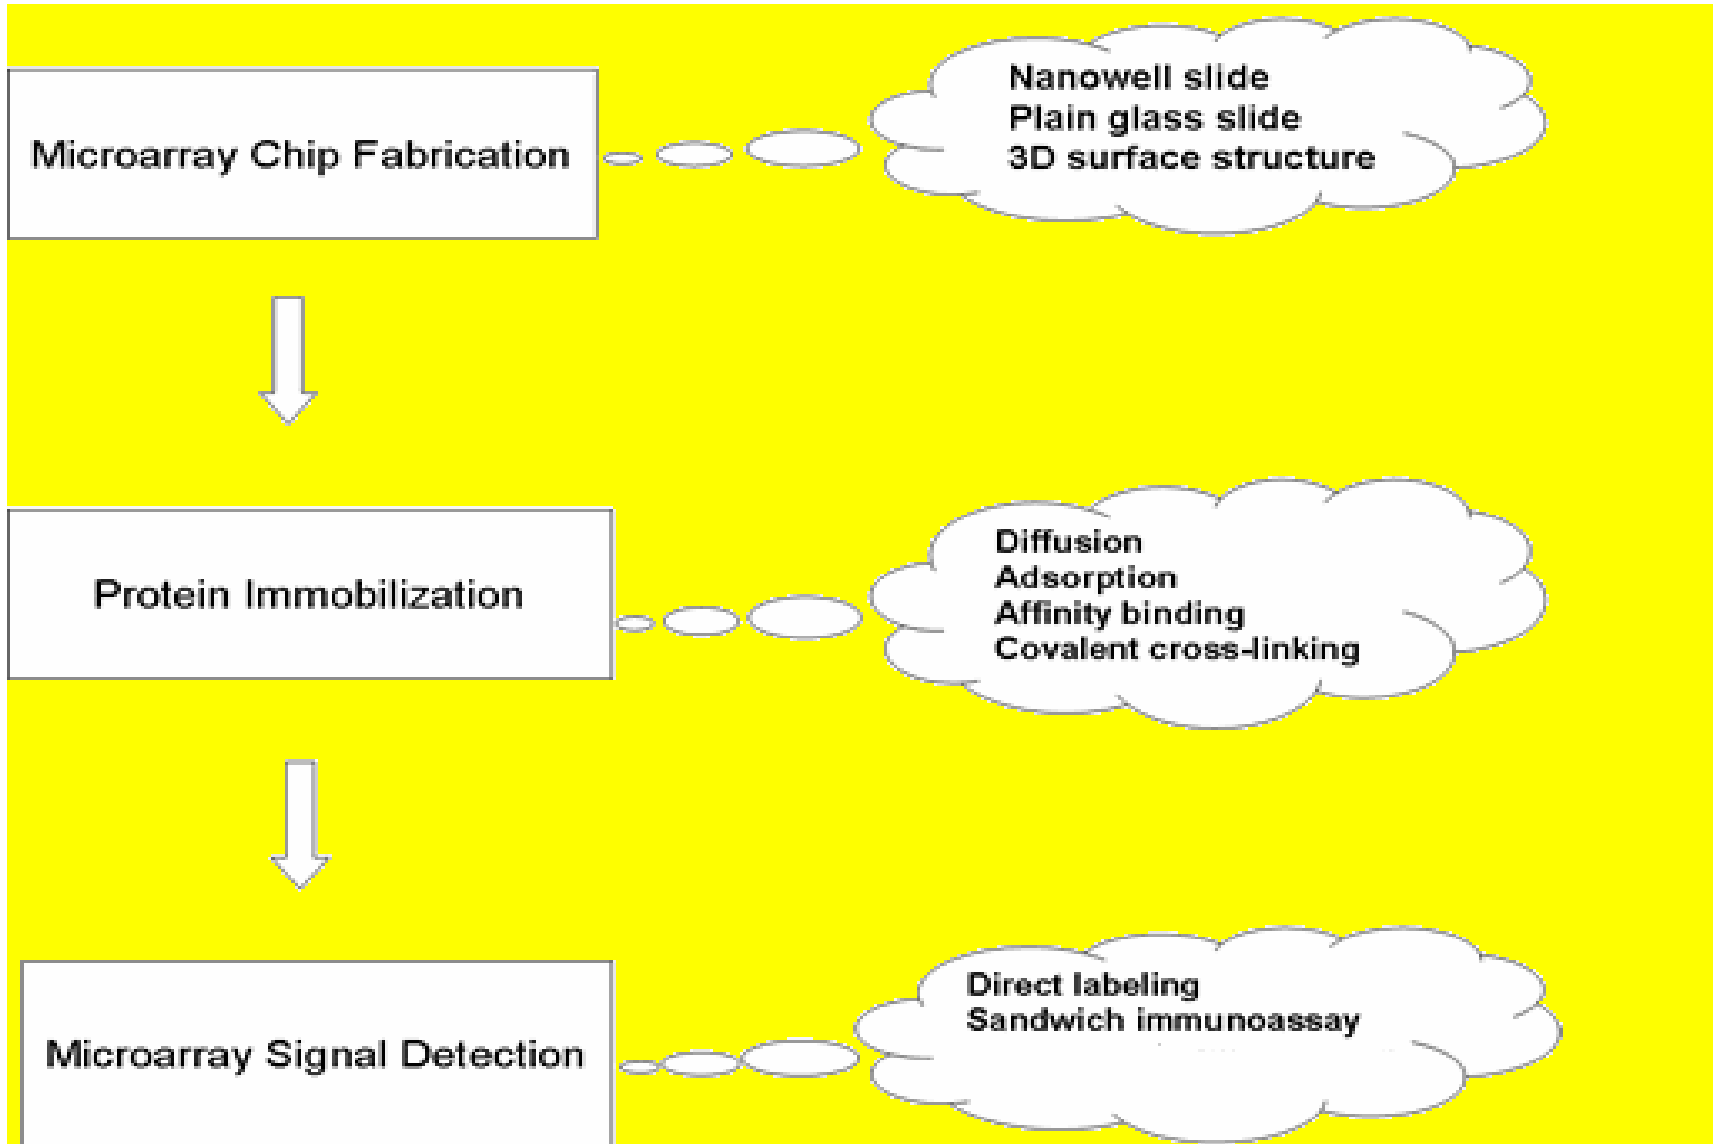 Microarray Chip Fabrication
Nanowell slide
Plain glass slide
3D surface structure
Protein Immobilization
Diffusion
Adsorption
Affinity binding
Covalent cross-linking
Microarray Signal Detection
Direct labeling
Sandwich immunoassay